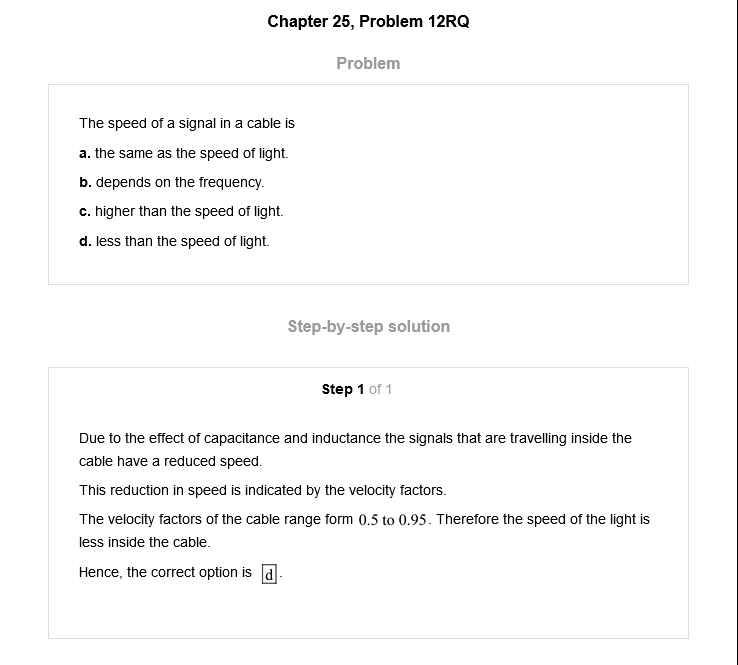 Chapter 25, Problem 12RQ
Problem
The speed of a signal in a cable is
a. the same as the speed of light.
b. depends on the frequency.
c. higher than the speed of light.
d. less than the speed of light.
Step-by-step solution
Step 1 of 1
Due to the effect of capacitance and inductance the signals that are travelling inside the
cable have a reduced speed.
This reduction in speed is indicated by the velocity factors.
The velocity factors of the cable range form 0.5 to 0.95. Therefore the speed of the light is
less inside the cable.
Hence, the correct option is d.